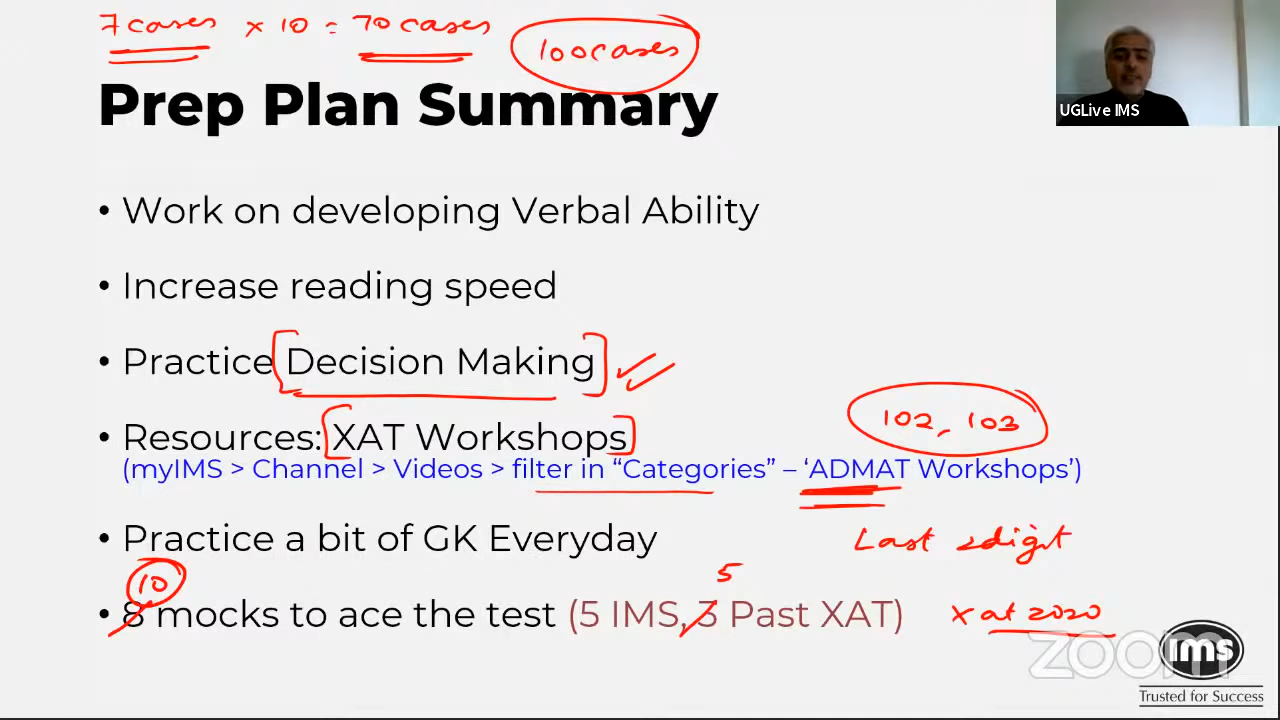 7 cases × 10 = 70 cases
100 cases
UGLive IMS
Prep Plan Summary
• Work on developing Verbal Ability
• Increase reading speed
• Practice [Decision Making]
102, 103
• Resources: [XAT Workshops]
(myIMS > Channel > Videos > filter in “Categories” – ‘ADMAT Workshops’)
• Practice a bit of GK Everyday
Last 2digit
10
5
• 8 mocks to ace the test (5 IMS, 3 Past XAT)
Xat 2020
zoom
ims
Trusted for Success